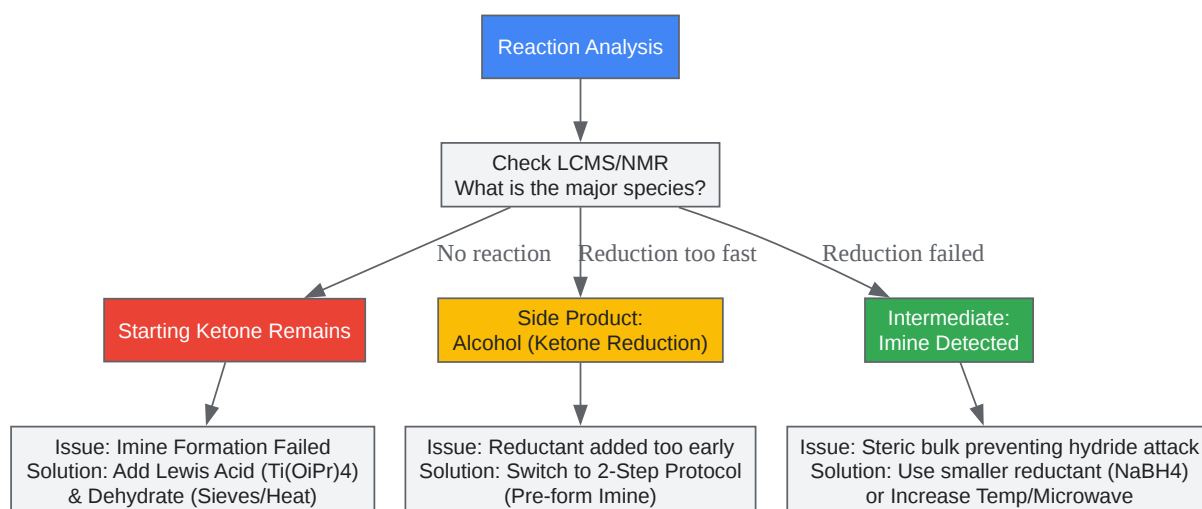 Reaction Analysis
Check LCMS/NMR
What is the major species?
No reaction
Reduction too fast
Reduction failed
Starting Ketone Remains
Side Product:
Alcohol (Ketone Reduction)
Intermediate:
Imine Detected
Issue: Imine Formation Failed
Solution: Add Lewis Acid (Ti(OiPr)4)
& Dehydrate (Sieves/Heat)
Issue: Reductant added too early
Solution: Switch to 2-Step Protocol
(Pre-form Imine)
Issue: Steric bulk preventing hydride attack
Solution: Use smaller reductant (NaBH4)
or Increase Temp/Microwave